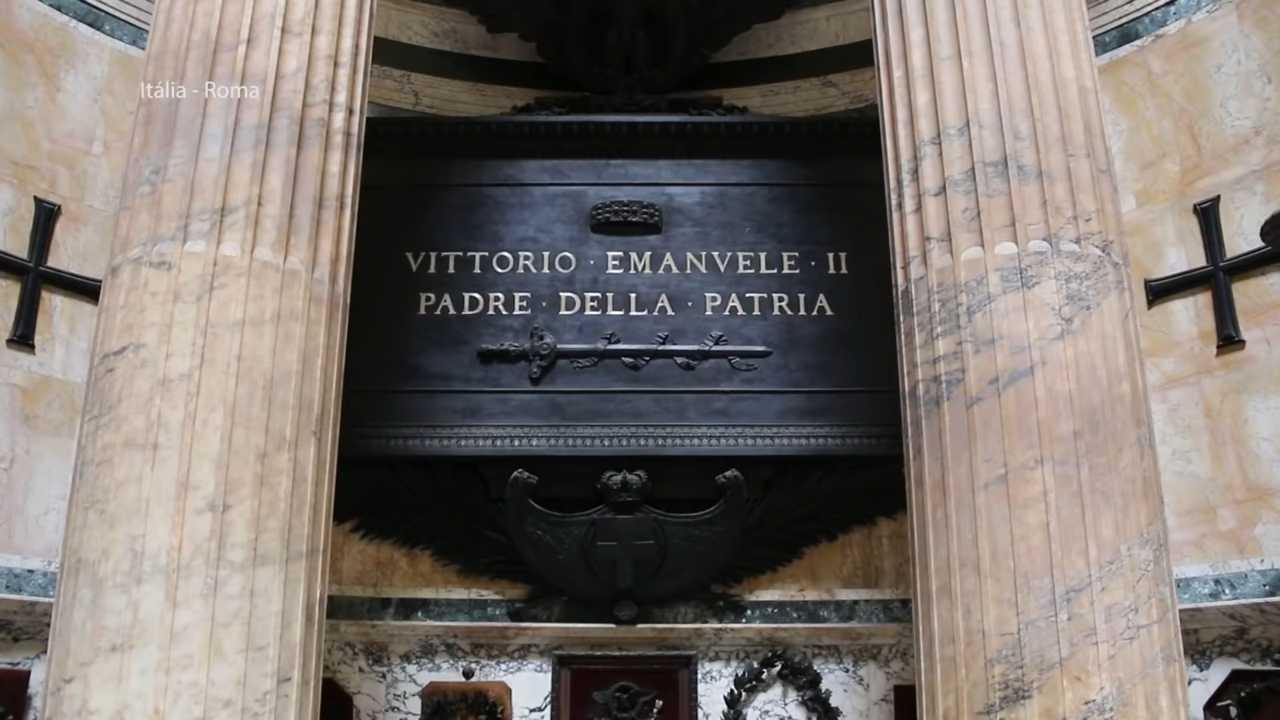 Itália - Roma
VITTORIO · EMANVELE · II
PADRE · DELLA · PATRIA